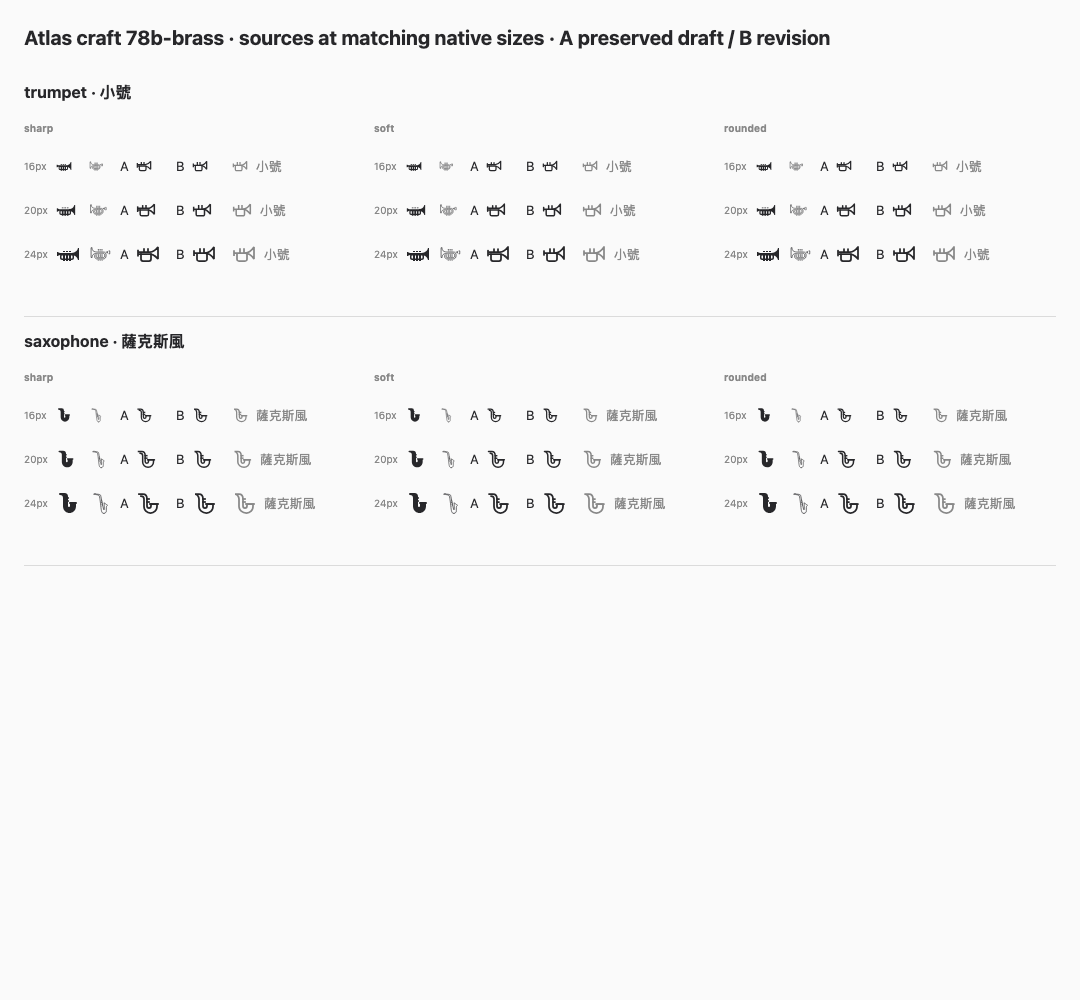 Atlas craft 78b-brass · sources at matching native sizes · A preserved draft / B revision
trumpet · 小號
sharp soft rounded
16px A B 小號 16px A B 小號 16px A B 小號
20px A B 小號 20px A B 小號 20px A B 小號
24px A B 小號 24px A B 小號 24px A B 小號
saxophone · 薩克斯風
sharp soft rounded
16px A B 薩克斯風 16px A B 薩克斯風 16px A B 薩克斯風
20px A B 薩克斯風 20px A B 薩克斯風 20px A B 薩克斯風
24px A B 薩克斯風 24px A B 薩克斯風 24px A B 薩克斯風